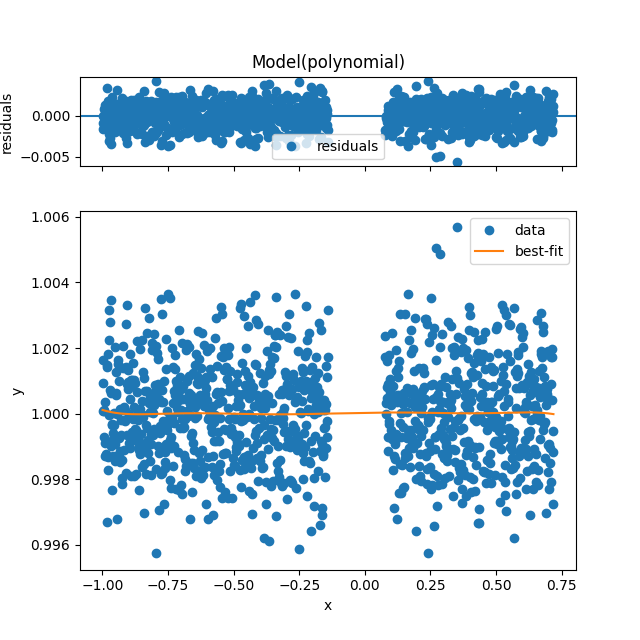 Model(polynomial)
residuals
0.000
−0.005
residuals
1.006
1.004
1.002
1.000
0.998
0.996
y
data
best-fit
−1.00 −0.75 −0.50 −0.25 0.00 0.25 0.50 0.75
x